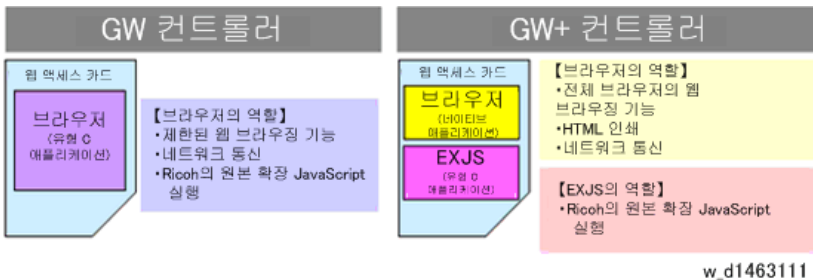 GW 컨트롤러
웹 액세스 카드
브라우저
(유형 C
애플리케이션)
【브라우저의 역할】
•제한된 웹 브라우징 기능
•네트워크 통신
•Ricoh의 원본 확장 JavaScript
실행
GW+ 컨트롤러
웹 액세스 카드
브라우저
(네이티브
애플리케이션)
EXJS
(유형 C
애플리케이션)
【브라우저의 역할】
•전체 브라우저의 웹
브라우징 기능
•HTML 인쇄
•네트워크 통신
【EXJS의 역할】
•Ricoh의 원본 확장 JavaScript
실행
w_d1463111